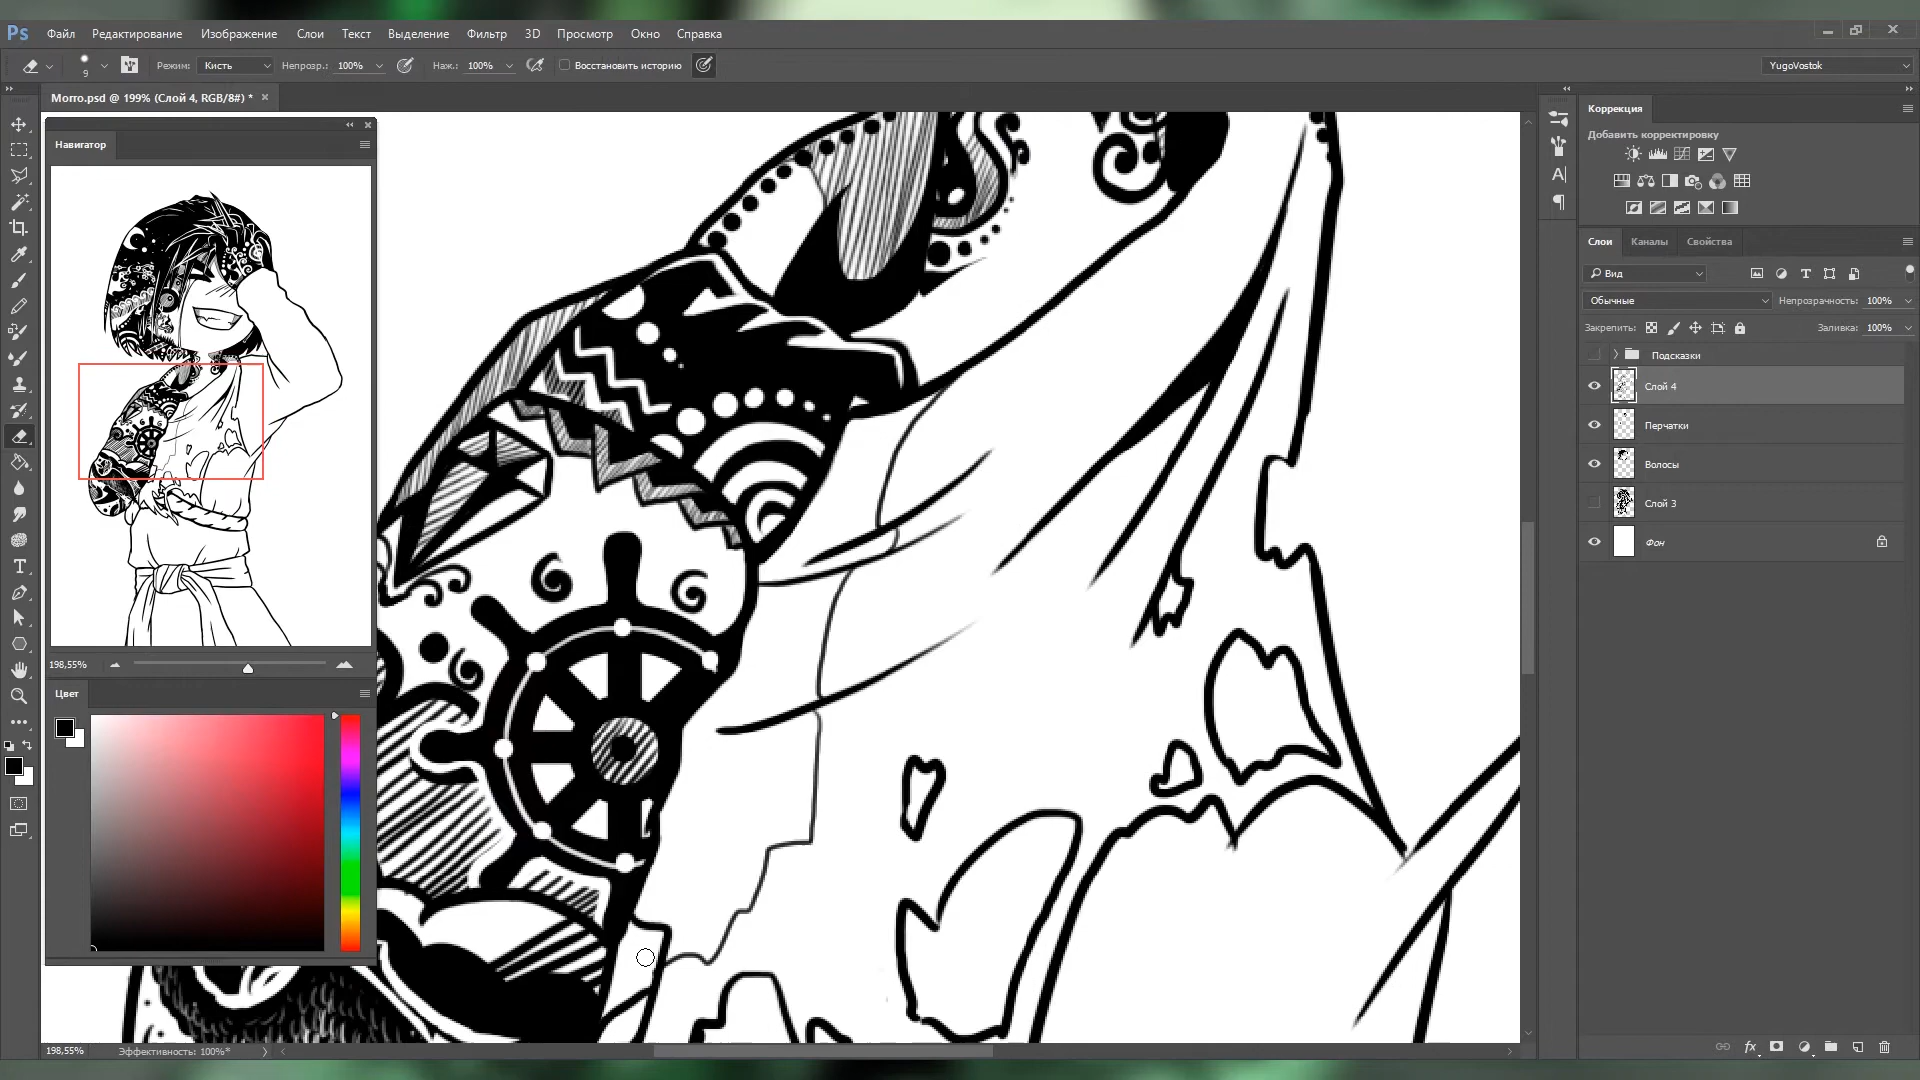 Ps Файл Редактирование Изображение Слои Текст Выделение Фильтр 3D Просмотр Окно Справка
9 Режим: Кисть Непрозр.: 100% Наж.: 100% Восстановить историю YugoVostok
Morro.psd @ 199% (Слой 4, RGB/8#) *
Навигатор
198,55%
Цвет
Коррекция
Добавить корректировку
Слои Каналы Свойства
Вид
Обычные Непрозрачность: 100%
Закрепить: Заливка: 100%
Подсказки
Слой 4
Перчатки
Волосы
Слой 3
Фон
198,55% Эффективность: 100%*